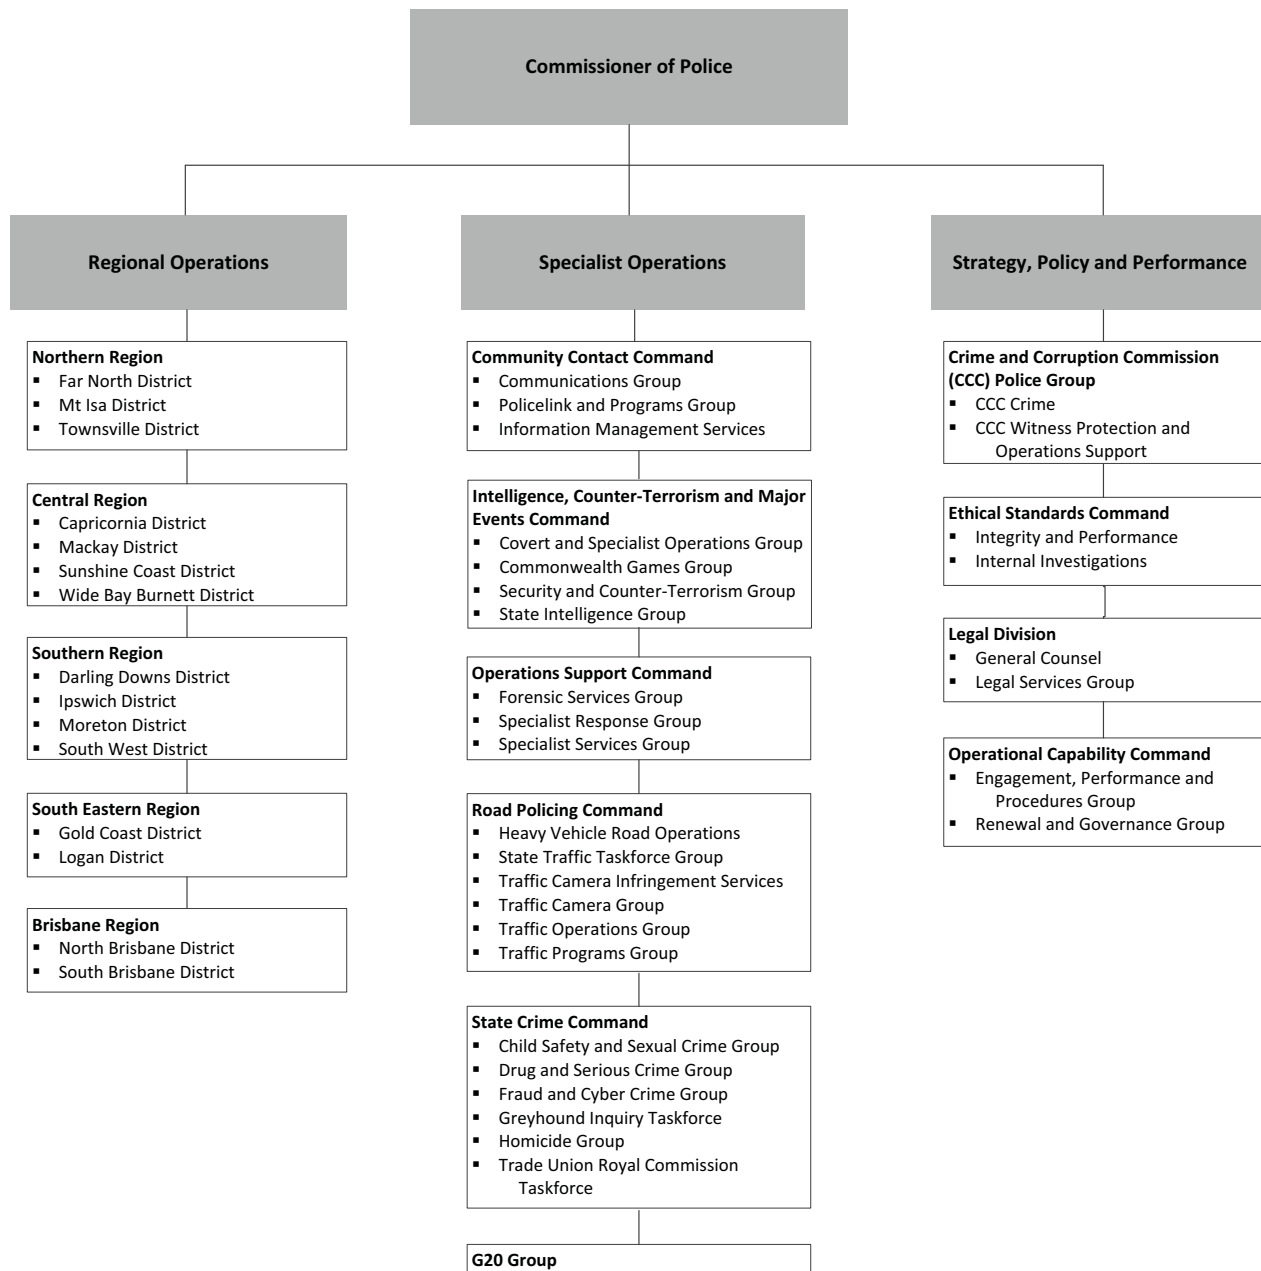 Commissioner of Police
Regional Operations
Specialist Operations
Strategy, Policy and Performance
Northern Region
▪ Far North District
▪ Mt Isa District
▪ Townsville District
Central Region
▪ Capricornia District
▪ Mackay District
▪ Sunshine Coast District
▪ Wide Bay Burnett District
Southern Region
▪ Darling Downs District
▪ Ipswich District
▪ Moreton District
▪ South West District
South Eastern Region
▪ Gold Coast District
▪ Logan District
Brisbane Region
▪ North Brisbane District
▪ South Brisbane District
Community Contact Command
▪ Communications Group
▪ Policelink and Programs Group
▪ Information Management Services
Intelligence, Counter-Terrorism and Major
Events Command
▪ Covert and Specialist Operations Group
▪ Commonwealth Games Group
▪ Security and Counter-Terrorism Group
▪ State Intelligence Group
Operations Support Command
▪ Forensic Services Group
▪ Specialist Response Group
▪ Specialist Services Group
Road Policing Command
▪ Heavy Vehicle Road Operations
▪ State Traffic Taskforce Group
▪ Traffic Camera Infringement Services
▪ Traffic Camera Group
▪ Traffic Operations Group
▪ Traffic Programs Group
State Crime Command
▪ Child Safety and Sexual Crime Group
▪ Drug and Serious Crime Group
▪ Fraud and Cyber Crime Group
▪ Greyhound Inquiry Taskforce
▪ Homicide Group
▪ Trade Union Royal Commission
Taskforce
G20 Group
Crime and Corruption Commission
(CCC) Police Group
▪ CCC Crime
▪ CCC Witness Protection and
Operations Support
Ethical Standards Command
▪ Integrity and Performance
▪ Internal Investigations
Legal Division
▪ General Counsel
▪ Legal Services Group
Operational Capability Command
▪ Engagement, Performance and
Procedures Group
▪ Renewal and Governance Group